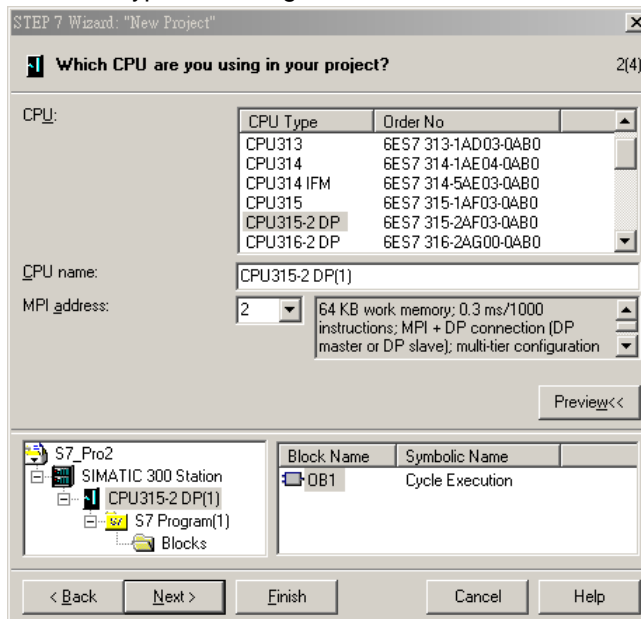 STEP 7 Wizard: "New Project"
Which CPU are you using in your project? 2(4)
CPU:
CPU Type Order No
CPU313 6ES7 313-1AD03-0AB0
CPU314 6ES7 314-1AE04-0AB0
CPU314 IFM 6ES7 314-5AE03-0AB0
CPU315 6ES7 315-1AF03-0AB0
CPU315-2 DP 6ES7 315-2AF03-0AB0
CPU316-2 DP 6ES7 316-2AG00-0AB0
CPU name: CPU315-2 DP(1)
MPI address: 2
64 KB work memory; 0.3 ms/1000
instructions; MPI + DP connection (DP
master or DP slave); multi-tier configuration
Preview<<
S7_Pro2
SIMATIC 300 Station
CPU315-2 DP(1)
S7 Program(1)
Blocks
Block Name Symbolic Name
OB1 Cycle Execution
< Back Next > Finish Cancel Help